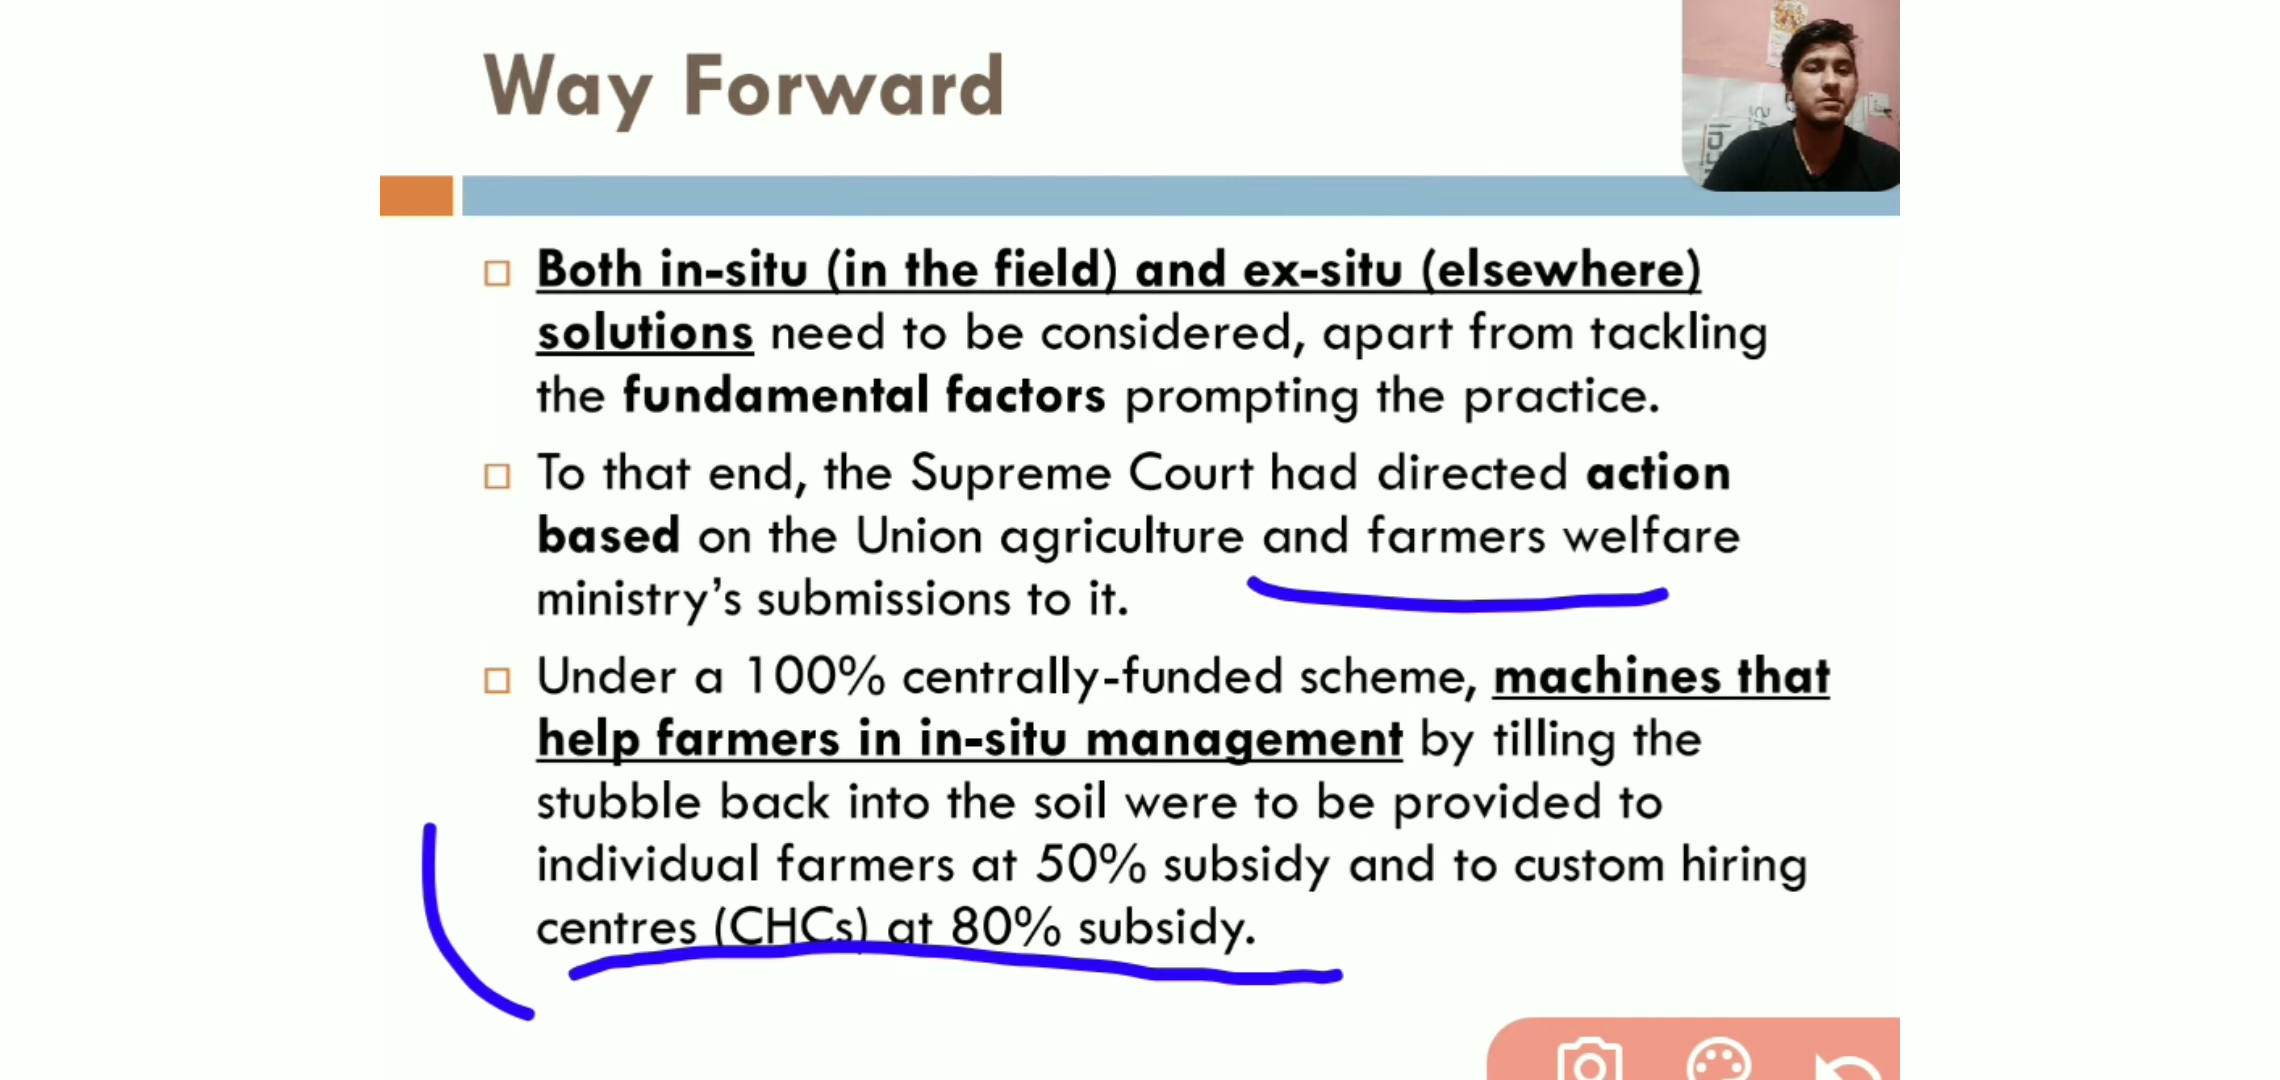 Way Forward
Both in-situ (in the field) and ex-situ (elsewhere)
solutions need to be considered, apart from tackling
the fundamental factors prompting the practice.
To that end, the Supreme Court had directed action
based on the Union agriculture and farmers welfare
ministry’s submissions to it.
Under a 100% centrally-funded scheme, machines that
help farmers in in-situ management by tilling the
stubble back into the soil were to be provided to
individual farmers at 50% subsidy and to custom hiring
centres (CHCs) at 80% subsidy.